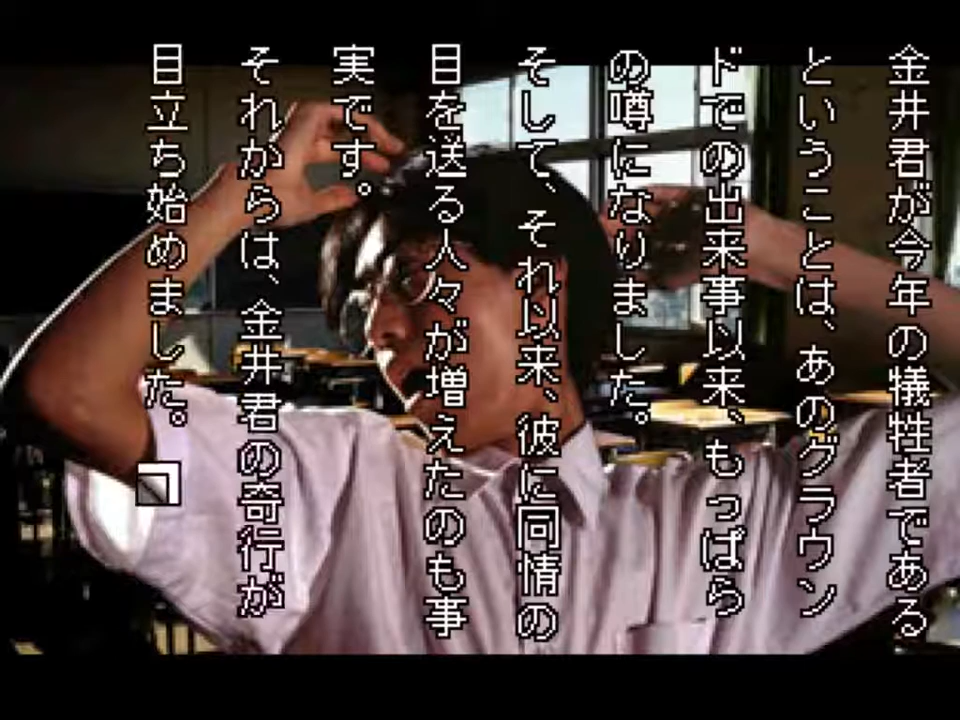 金井君が今年の犠牲者である
ということは、あのグラウン
ドでの出来事以来、もっぱら
の噂になりました。
そして、それ以来、彼に同情の
目を送る人々が増えたのも事
実です。
それからは、金井君の奇行が
目立ち始めました。